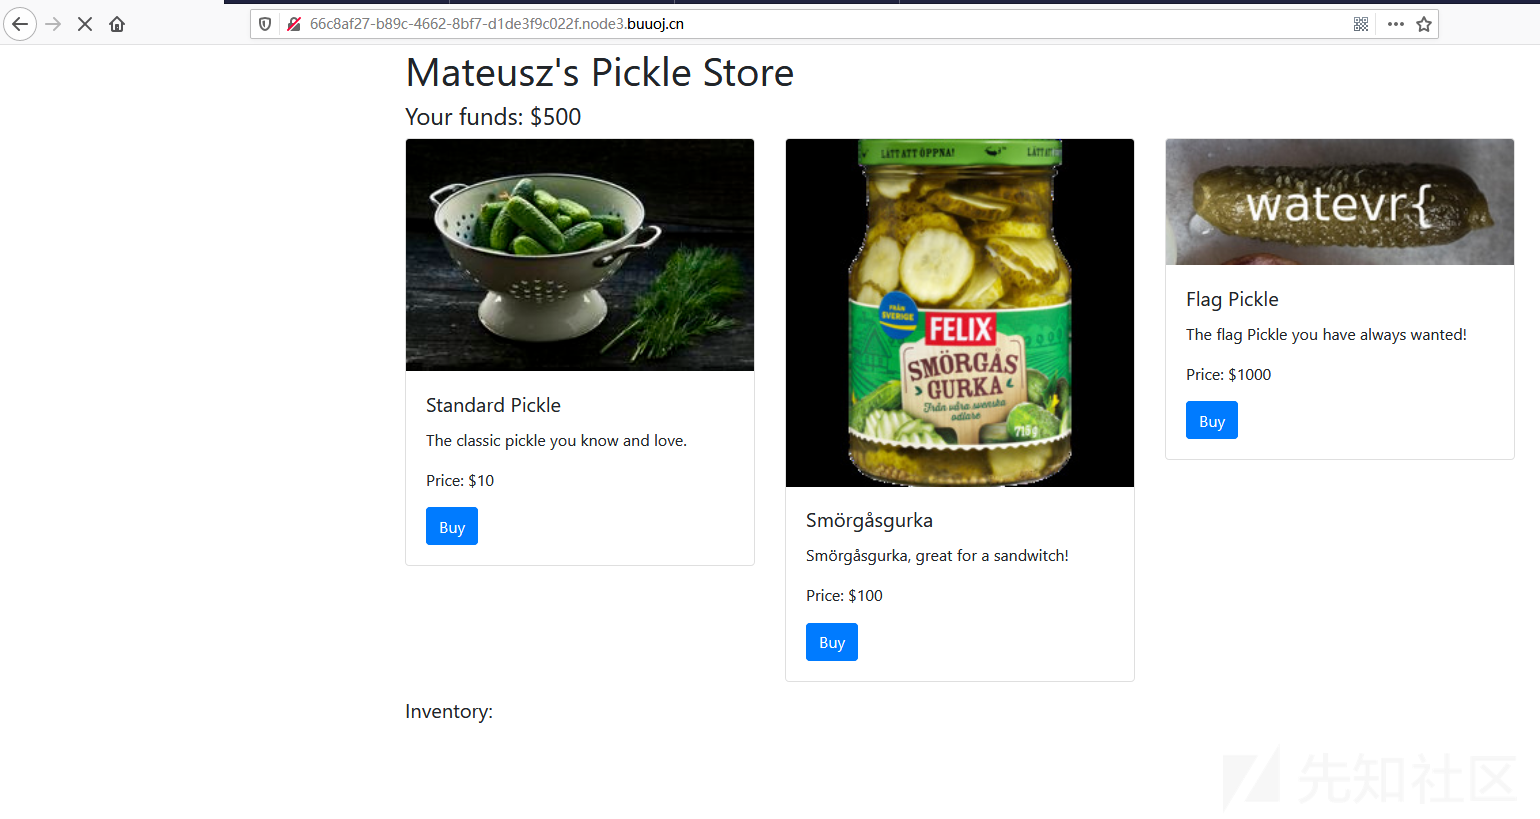 66c8af27-b89c-4662-8bf7-d1de3f9c022f.node3.buuoj.cn
Mateusz's Pickle Store
Your funds: $500
LÄTT ATT ÖPPNA!
LÄTT ATT
FRÅN
SVERIGE
FELIX
SMÖRGÅS
GURKA
Från våra svenska
odlare
715g
watevr{
Standard Pickle
The classic pickle you know and love.
Price: $10
Buy
Smörgåsgurka
Smörgåsgurka, great for a sandwitch!
Price: $100
Buy
Flag Pickle
The flag Pickle you have always wanted!
Price: $1000
Buy
Inventory:
先知社区